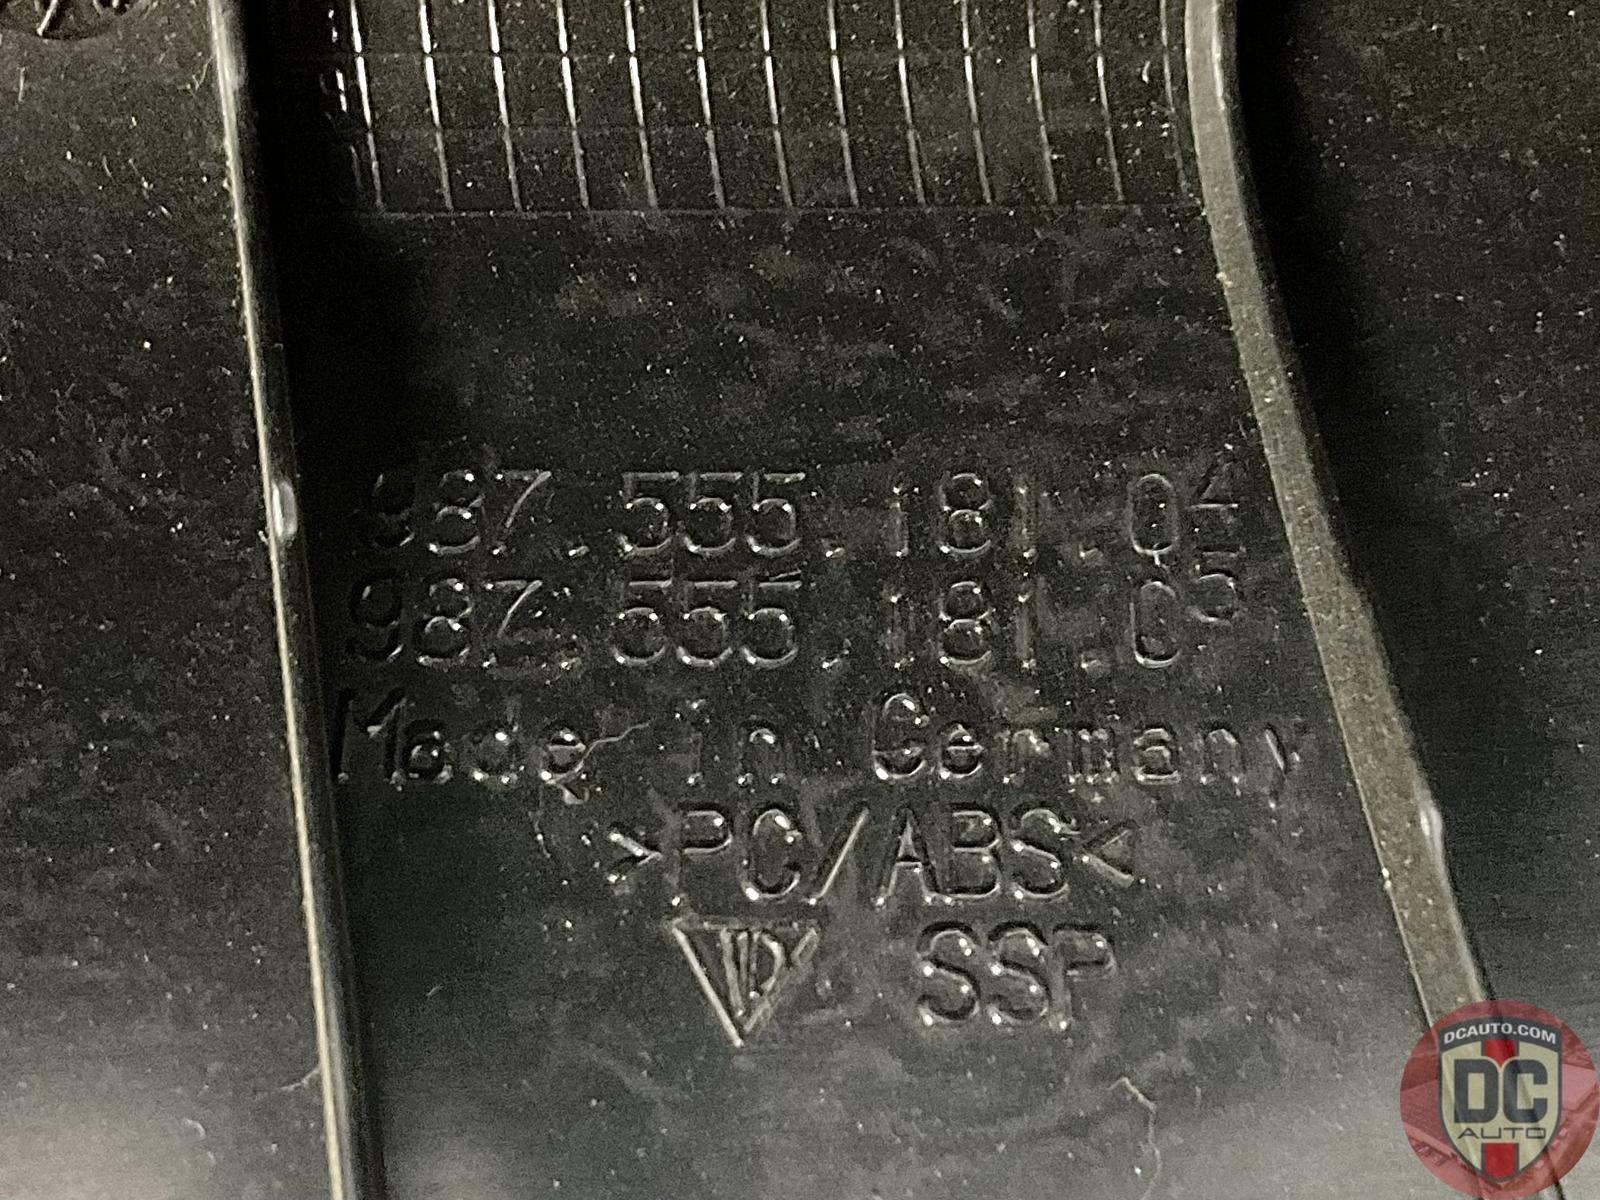 987.555.181.04
987.555.181.05
Made in Germany
>PC/ABS<
SSP
DCAUTO.COM
DC
AUTO